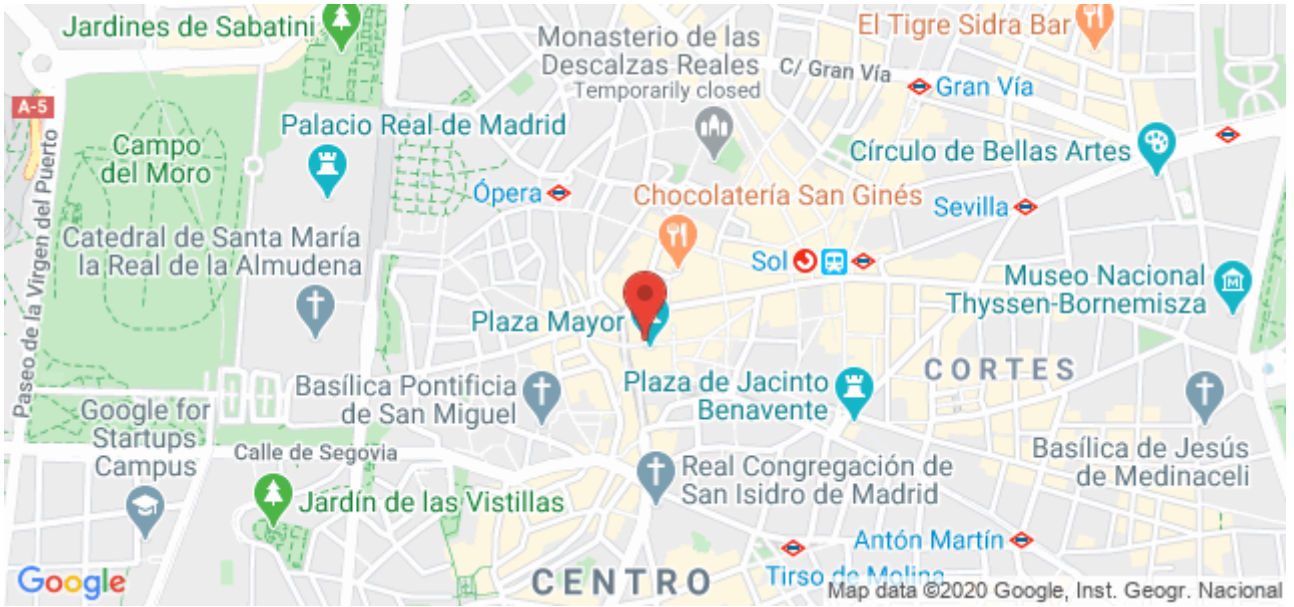 Jardines de Sabatini
El Tigre Sidra Bar
Monasterio de las
Descalzas Reales
Temporarily closed
C/ Gran Vía
Gran Vía
A-5
Palacio Real de Madrid
Campo
del Moro
Círculo de Bellas Artes
Ópera
Chocolatería San Ginés
Sevilla
Paseo de la Virgen del Puerto
Catedral de Santa María
la Real de la Almudena
Sol
Museo Nacional
Thyssen-Bornemisza
Plaza Mayor
CORTES
Plaza de Jacinto
Benavente
Basílica Pontificia
de San Miguel
Google for
Startups
Campus
Calle de Segovia
Basílica de Jesús
de Medinaceli
Real Congregación de
San Isidro de Madrid
Jardín de las Vistillas
Antón Martín
Tirso de Molina
CENTRO
Google
Map data ©2020 Google, Inst. Geogr. Nacional
M